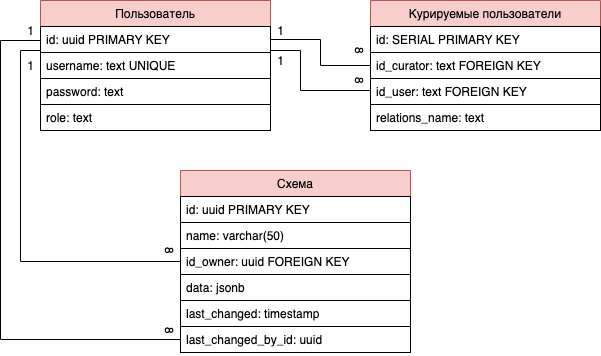 Пользователь
id: uuid PRIMARY KEY
username: text UNIQUE
password: text
role: text
Курируемые пользователи
id: SERIAL PRIMARY KEY
id_curator: text FOREIGN KEY
id_user: text FOREIGN KEY
relations_name: text
1
1
1
1
∞
∞
Схема
id: uuid PRIMARY KEY
name: varchar(50)
id_owner: uuid FOREIGN KEY
data: jsonb
last_changed: timestamp
last_changed_by_id: uuid
∞
∞